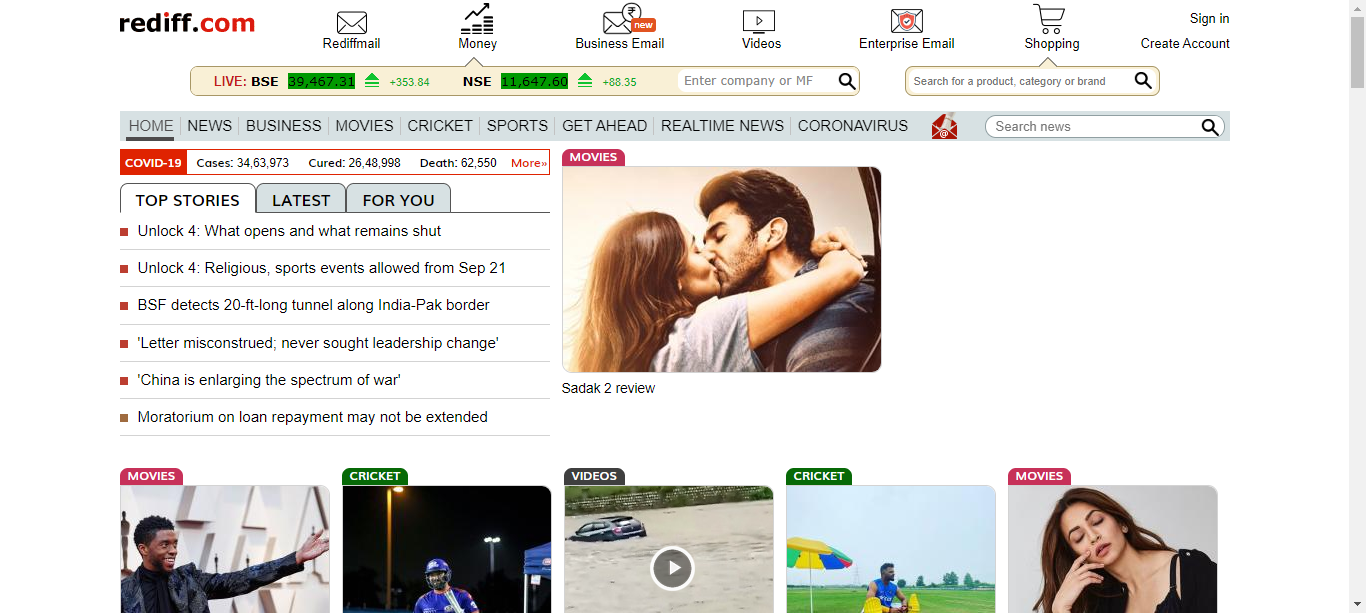 rediff.com
Rediffmail
Money
new
Business Email
Videos
Enterprise Email
Shopping
Sign in
Create Account
LIVE: BSE 39,467.31 +353.84 NSE 11,647.60 +88.35 Enter company or MF
Search for a product, category or brand
HOME NEWS BUSINESS MOVIES CRICKET SPORTS GET AHEAD REALTIME NEWS CORONAVIRUS Search news
COVID-19 Cases: 34,63,973 Cured: 26,48,998 Death: 62,550 More»
TOP STORIES LATEST FOR YOU
Unlock 4: What opens and what remains shut
Unlock 4: Religious, sports events allowed from Sep 21
BSF detects 20-ft-long tunnel along India-Pak border
'Letter misconstrued; never sought leadership change'
'China is enlarging the spectrum of war'
Moratorium on loan repayment may not be extended
MOVIES
Sadak 2 review
MOVIES CRICKET VIDEOS CRICKET MOVIES